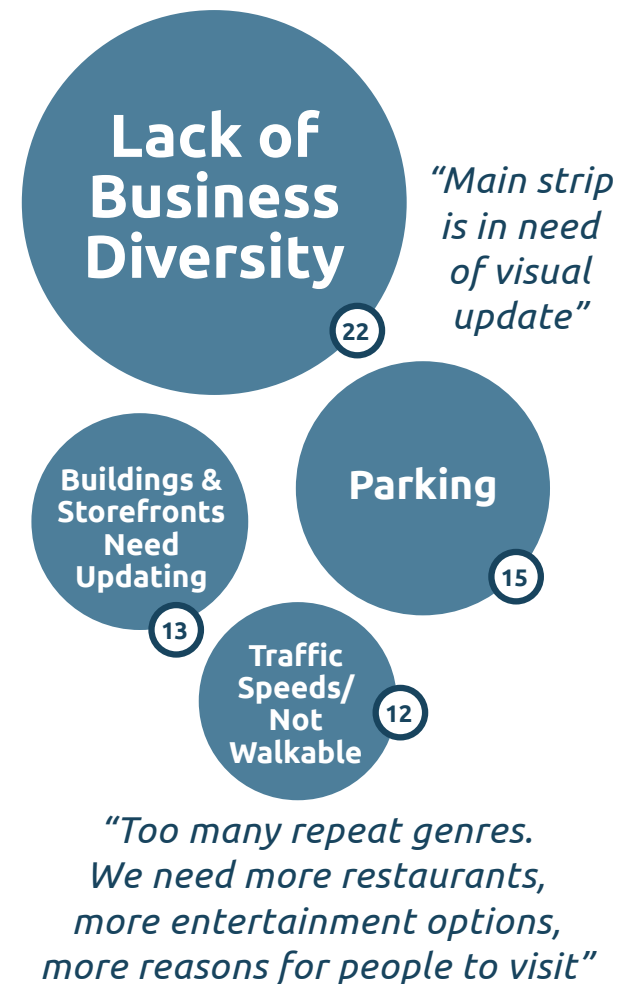 Lack of
Business
Diversity
22
“Main strip
is in need
of visual
update”
Buildings &
Storefronts
Need
Updating
13
Parking
15
Traffic
Speeds/
Not
Walkable
12
“Too many repeat genres.
We need more restaurants,
more entertainment options,
more reasons for people to visit”